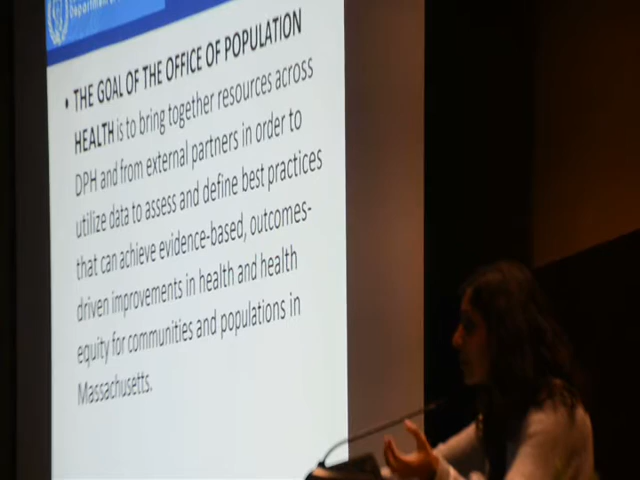 Department of
• THE GOAL OF THE OFFICE OF POPULATION
HEALTH is to bring together resources across
DPH and from external partners in order to
utilize data to assess and define best practices
that can achieve evidence-based, outcomes-
driven improvements in health and health
equity for communities and populations in
Massachusetts.